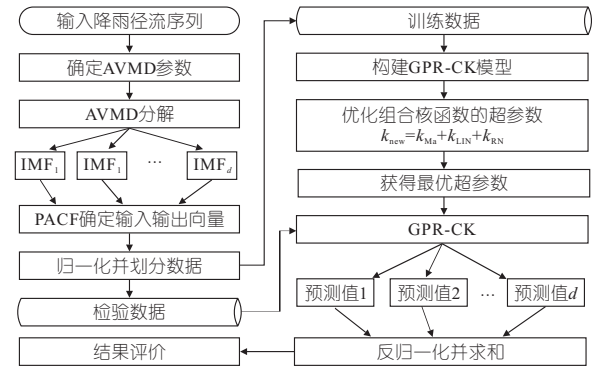 输入降雨径流序列
确定AVMD参数
AVMD分解
IMF₁ IMF₁ ··· IMF_d
PACF确定输入输出向量
归一化并划分数据
检验数据
结果评价
训练数据
构建GPR-CK模型
优化组合核函数的超参数
k_new=k_Ma+k_LIN+k_RN
获得最优超参数
GPR-CK
预测值1 预测值2 ··· 预测值d
反归一化并求和